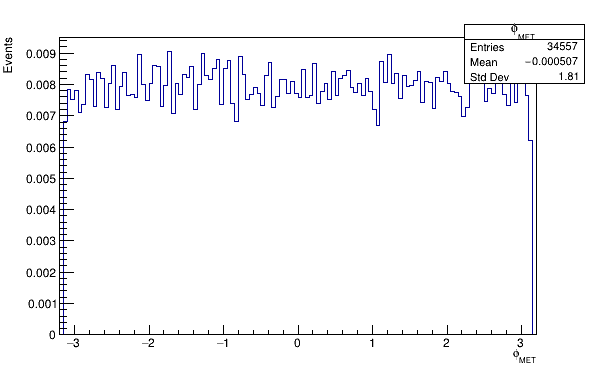 ϕ_MET
Entries 34557
Mean −0.000507
Std Dev 1.81
Events
0.009
0.008
0.007
0.006
0.005
0.004
0.003
0.002
0.001
0
−3 −2 −1 0 1 2 3
ϕ_MET